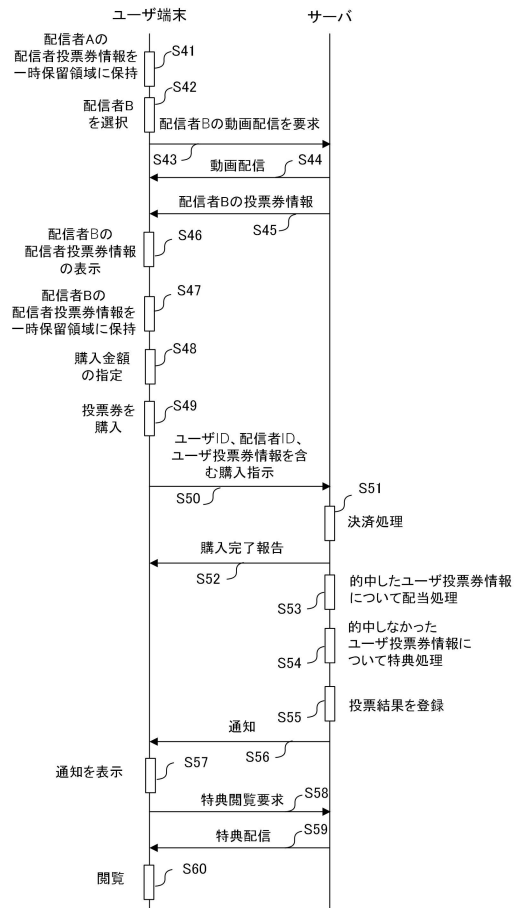 ユーザ端末
サーバ
配信者Aの
配信者投票券情報を
一時保留領域に保持
S41
S42
配信者B
を選択
配信者Bの動画配信を要求
S43
S44
動画配信
配信者Bの投票券情報
S45
配信者Bの
配信者投票券情報
の表示
S46
配信者Bの
配信者投票券情報を
一時保留領域に保持
S47
購入金額
の指定
S48
投票券を
購入
S49
ユーザID、配信者ID、
ユーザ投票券情報を含
む購入指示
S50
S51
決済処理
購入完了報告
S52
的中したユーザ投票券情報
について配当処理
S53
的中しなかった
ユーザ投票券情報に
ついて特典処理
S54
投票結果を登録
S55
通知
S56
通知を表示
S57
特典閲覧要求
S58
特典配信
S59
閲覧
S60